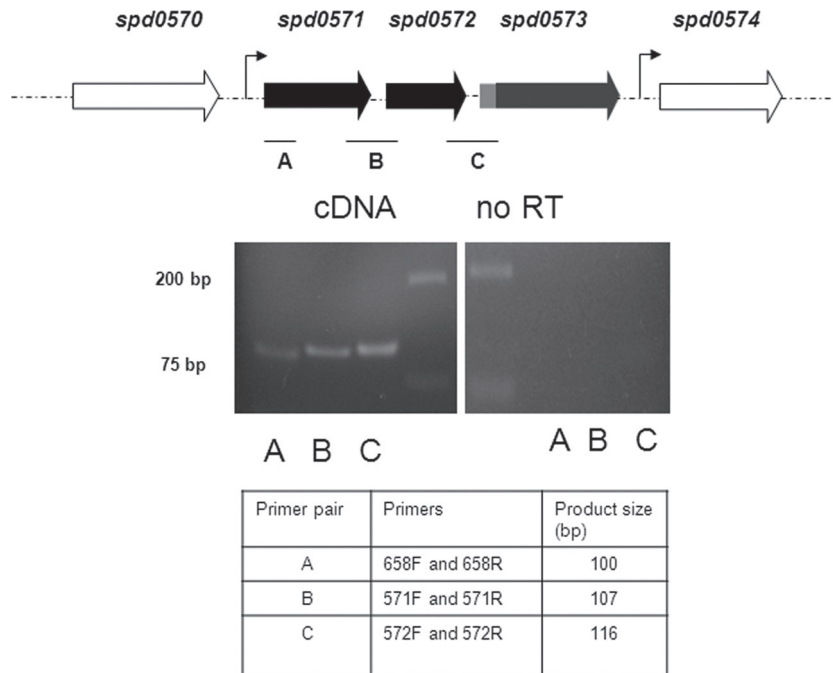 spd0570 spd0571 spd0572 spd0573 spd0574
A B C
cDNA no RT
200 bp
75 bp
A B C A B C
Primer pair Primers Product size (bp)
A 658F and 658R 100
B 571F and 571R 107
C 572F and 572R 116